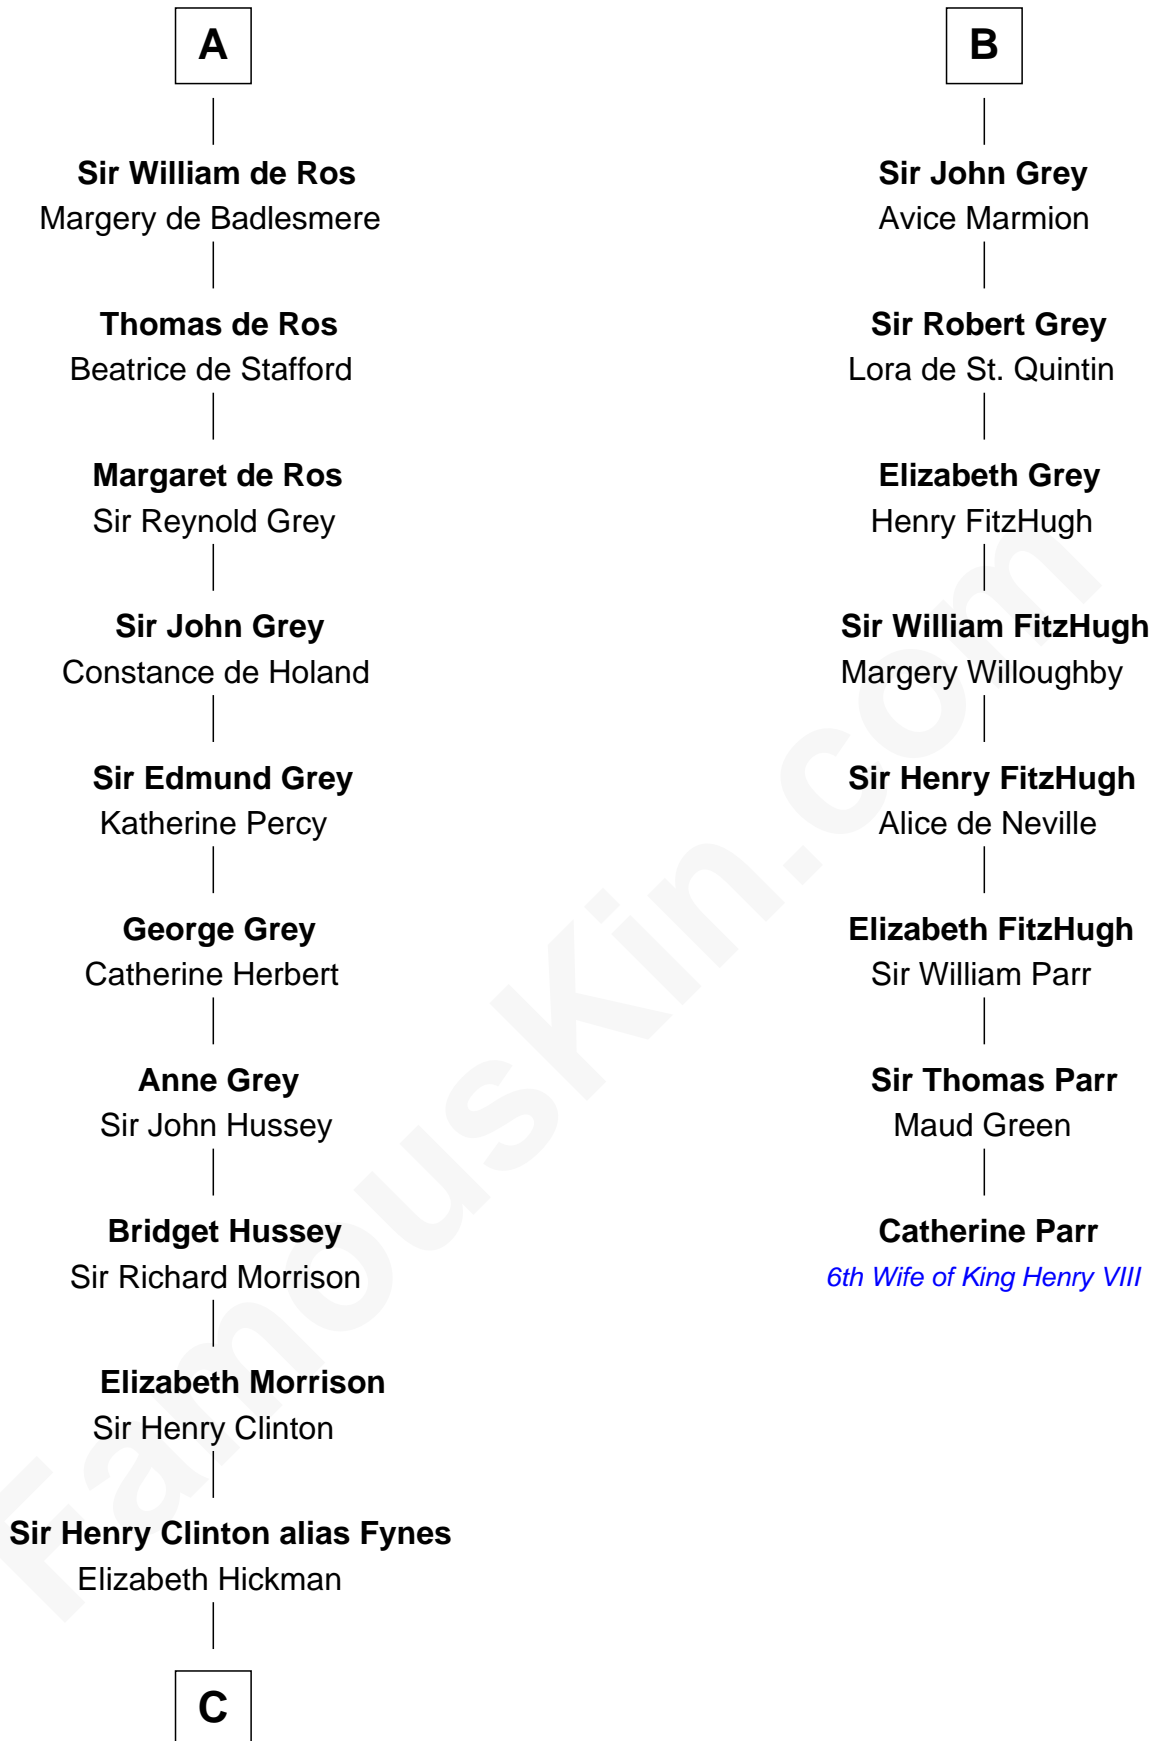 A
Sir William de Ros
Margery de Badlesmere
Thomas de Ros
Beatrice de Stafford
Margaret de Ros
Sir Reynold Grey
Sir John Grey
Constance de Holand
Sir Edmund Grey
Katherine Percy
George Grey
Catherine Herbert
Anne Grey
Sir John Hussey
Bridget Hussey
Sir Richard Morrison
Elizabeth Morrison
Sir Henry Clinton
Sir Henry Clinton alias Fynes
Elizabeth Hickman
C
B
Sir John Grey
Avice Marmion
Sir Robert Grey
Lora de St. Quintin
Elizabeth Grey
Henry FitzHugh
Sir William FitzHugh
Margery Willoughby
Sir Henry FitzHugh
Alice de Neville
Elizabeth FitzHugh
Sir William Parr
Sir Thomas Parr
Maud Green
Catherine Parr
6th Wife of King Henry VIII
FamousKin.com